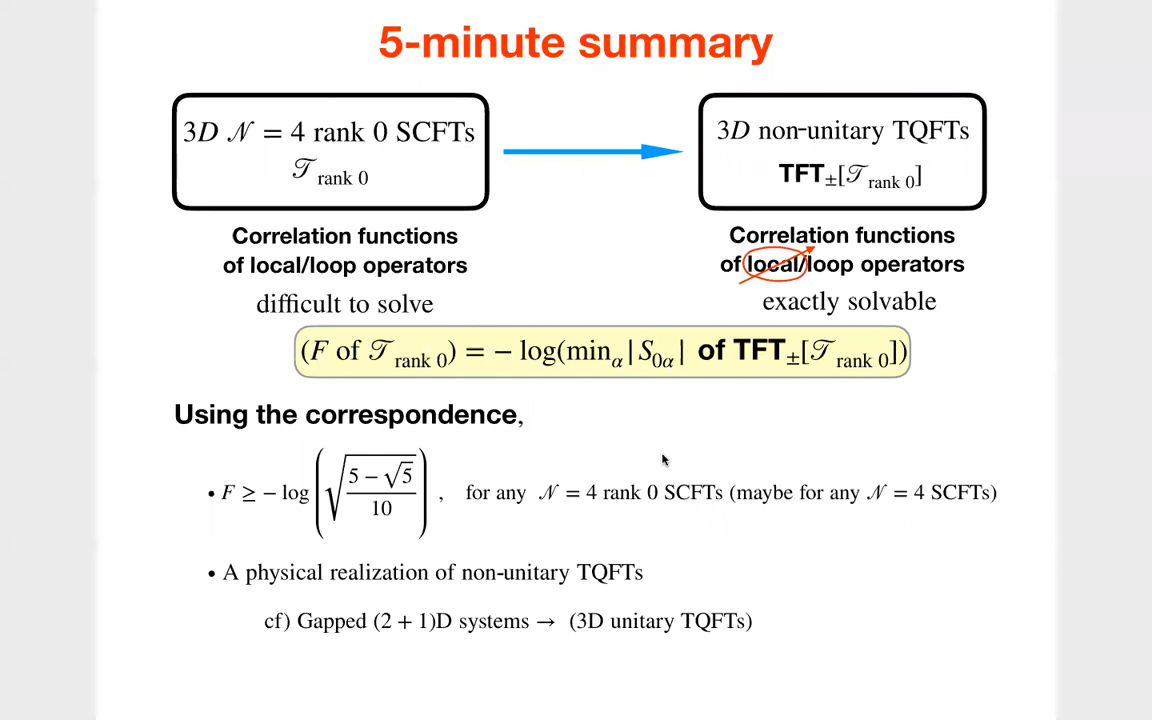 5-minute summary
3D 𝒩 = 4 rank 0 SCFTs
𝒯 rank 0
3D non-unitary TQFTs
TFT±[𝒯 rank 0]
Correlation functions
of local/loop operators
difficult to solve
Correlation functions
of local/loop operators
exactly solvable
(F of 𝒯 rank 0) = − log(min_α |S_{0α}| of TFT±[𝒯 rank 0])
Using the correspondence,
• F ≥ − log(√((5 − √5)/10)) , for any 𝒩 = 4 rank 0 SCFTs (maybe for any 𝒩 = 4 SCFTs)
• A physical realization of non-unitary TQFTs
cf) Gapped (2 + 1)D systems → (3D unitary TQFTs)